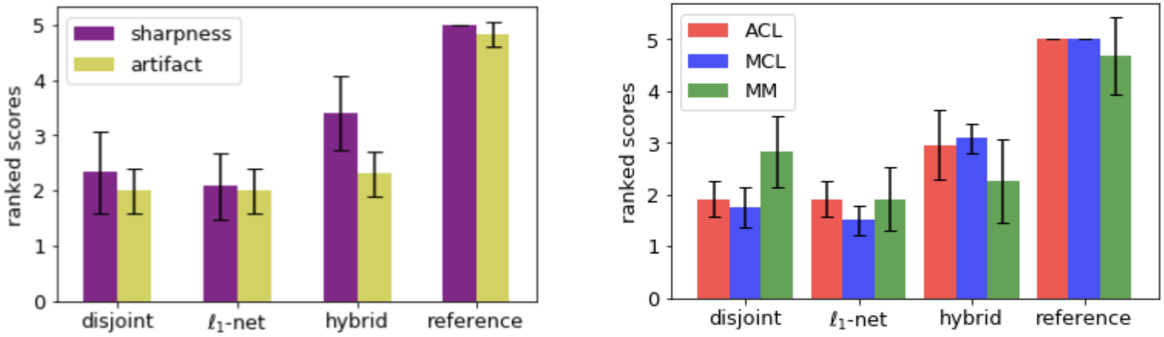 sharpness
artifact
ranked scores
5
4
3
2
1
0
disjoint ℓ₁-net hybrid reference
ACL
MCL
MM
ranked scores
5
4
3
2
1
0
disjoint ℓ₁-net hybrid reference